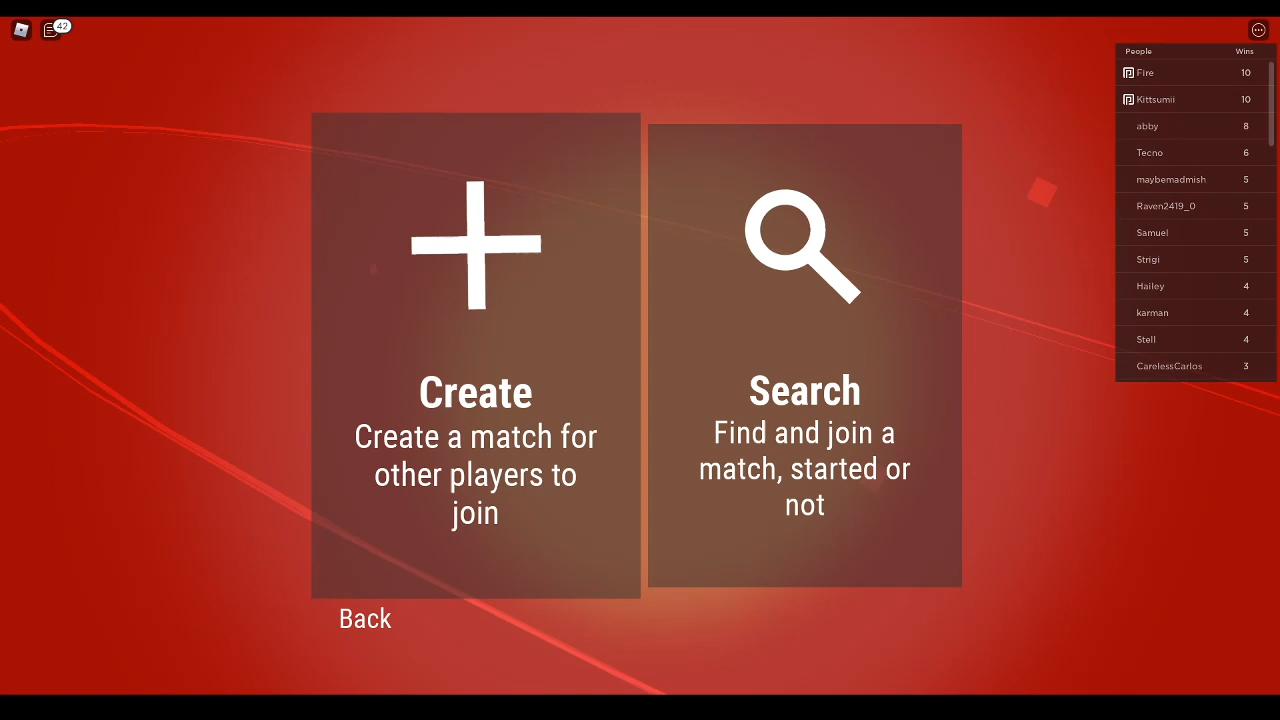 42
People Wins
Fire 10
Kittsumii 10
abby 8
Tecno 6
maybemadmish 5
Raven2419_0 5
Samuel 5
Strigi 5
Hailey 4
karman 4
Stell 4
CarelessCarlos 3
Create
Create a match for
other players to
join
Search
Find and join a
match, started or
not
Back